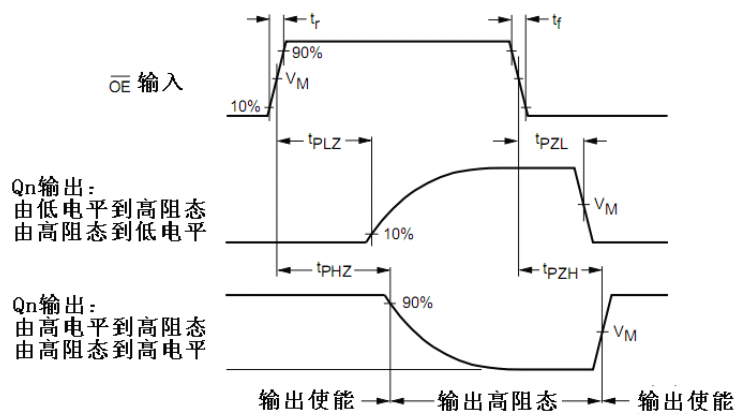 tr
tf
90%
OE 输入
VM
10%
tPLZ
tPZL
Qn输出：
由低电平到高阻态
由高阻态到低电平
VM
10%
tPHZ
tPZH
Qn输出：
由高电平到高阻态
由高阻态到高电平
90%
VM
输出使能
输出高阻态
输出使能